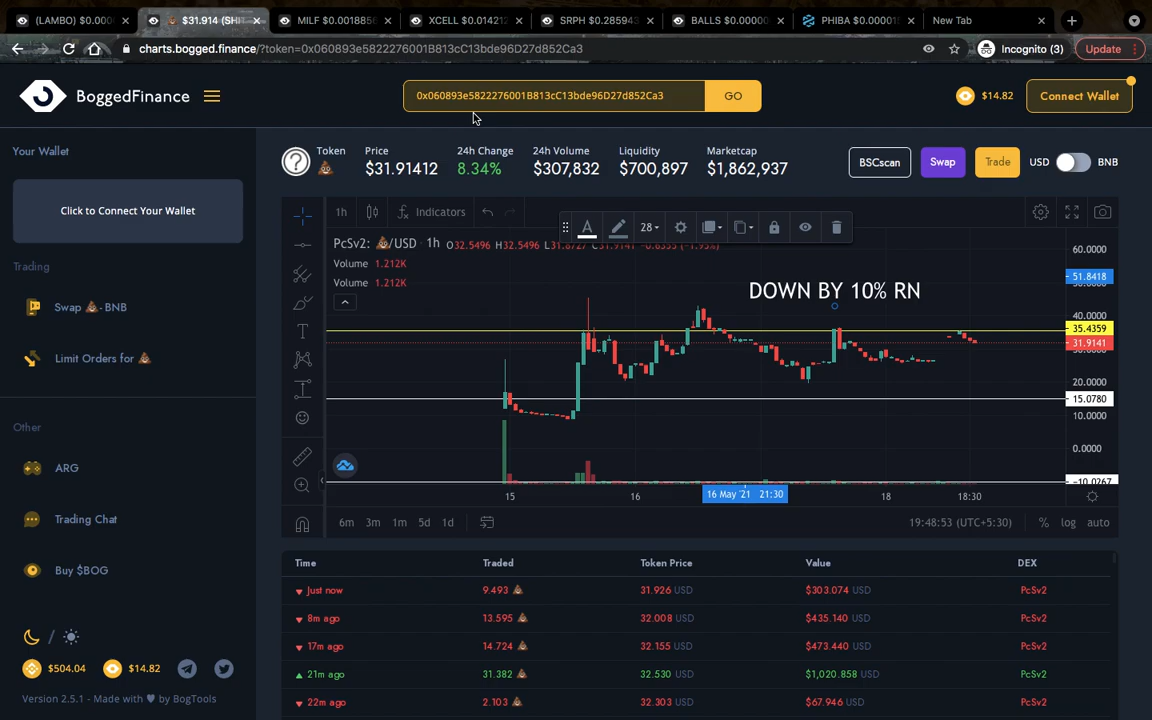 (LAMBO) $0.000
💩 $31.914 (SHIT
MILF $0.001885
XCELL $0.014212
SRPH $0.285943
BALLS $0.0000
PHIBA $0.00001
New Tab
charts.bogged.finance/?token=0x060893e5822276001B813cC13bde96D27d852Ca3
Incognito (3)
Update
BoggedFinance
0x060893e5822276001B813cC13bde96D27d852Ca3
GO
$14.82
Connect Wallet
Your Wallet
Click to Connect Your Wallet
Token 💩
Price $31.91412
24h Change 8.34%
24h Volume $307,832
Liquidity $700,897
Marketcap $1,862,937
BSCscan
Swap
Trade
USD
BNB
Trading
Swap 💩- BNB
Limit Orders for 💩
Other
ARG
Trading Chat
Buy $BOG
$504.04
$14.82
Version 2.5.1 - Made with ♥ by BogTools
1h
Indicators
28
PcSv2: 💩/USD · 1h O32.5496 H32.5496
Volume 1.212K
Volume 1.212K
DOWN BY 10% RN
60.0000
51.8418
40.0000
35.4359
31.9141
20.0000
15.0780
10.0000
0.0000
-10.0267
15
16
16 May '21 21:30
18
18:30
6m 3m 1m 5d 1d
19:48:53 (UTC+5:30)
% log auto
Time Traded Token Price Value DEX
Just now 9.493 💩 31.926 USD $303.074 USD PcSv2
8m ago 13.595 💩 32.008 USD $435.140 USD PcSv2
17m ago 14.724 💩 32.155 USD $473.440 USD PcSv2
21m ago 31.382 💩 32.530 USD $1,020.858 USD PcSv2
22m ago 2.103 💩 32.303 USD $67.946 USD PcSv2